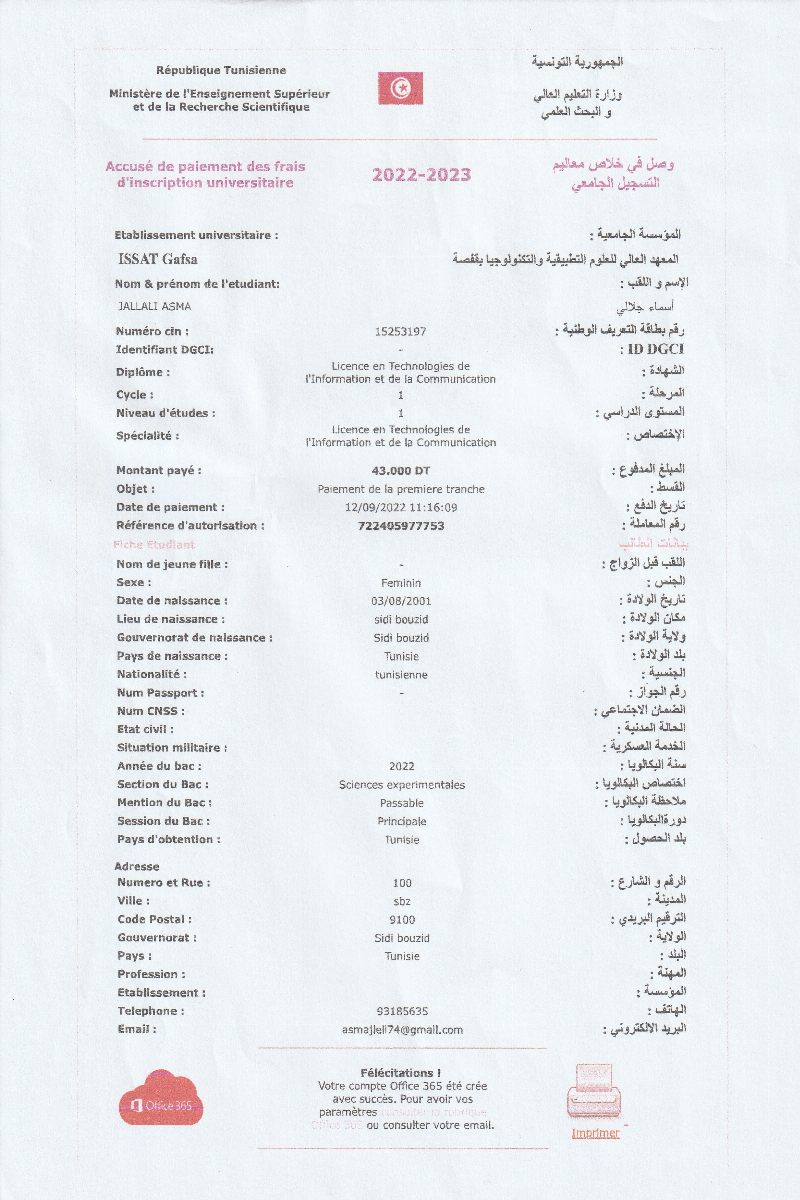 République Tunisienne
الجمهورية التونسية
Ministère de l'Enseignement Supérieur
et de la Recherche Scientifique
وزارة التعليم العالي
و البحث العلمي
Accusé de paiement des frais
d'inscription universitaire
2022-2023
وصل في خلاص معاليم
التسجيل الجامعي
Etablissement universitaire :
المؤسسة الجامعية :
ISSAT Gafsa
المعهد العالي للعلوم التطبيقية والتكنولوجيا بقفصة
Nom & prénom de l'etudiant:
الإسم و اللقب :
JALLALI ASMA
أسماء جلالي
Numéro cin : 15253197 رقم بطاقة التعريف الوطنية :
Identifiant DGCI: - ID DGCI :
Diplôme : Licence en Technologies de
l'Information et de la Communication الشهادة :
Cycle : 1 المرحلة :
Niveau d'études : 1 المستوى الدراسي :
Spécialité : Licence en Technologies de
l'Information et de la Communication الإختصاص :
Montant payé : 43.000 DT المبلغ المدفوع :
Objet : Paiement de la premiere tranche القسط :
Date de paiement : 12/09/2022 11:16:09 تاريخ الدفع :
Référence d'autorisation : 722405977753 رقم المعاملة :
Fiche Etudiant بيانات الطالب
Nom de jeune fille : - اللقب قبل الزواج :
Sexe : Feminin الجنس :
Date de naissance : 03/08/2001 تاريخ الولادة :
Lieu de naissance : sidi bouzid مكان الولادة :
Gouvernorat de naissance : Sidi bouzid ولاية الولادة :
Pays de naissance : Tunisie بلد الولادة :
Nationalité : tunisienne الجنسية :
Num Passport : - رقم الجواز :
Num CNSS : الضمان الاجتماعي :
Etat civil : الحالة المدنية :
Situation militaire : الخدمة العسكرية :
Année du bac : 2022 سنة البكالويا :
Section du Bac : Sciences experimentales اختصاص البكالويا :
Mention du Bac : Passable ملاحظة البكالويا :
Session du Bac : Principale دورةالبكالويا :
Pays d'obtention : Tunisie بلد الحصول :
Adresse
Numero et Rue : 100 الرقم و الشارع :
Ville : sbz المدينة :
Code Postal : 9100 الترقيم البريدي :
Gouvernorat : Sidi bouzid الولاية :
Pays : Tunisie البلد :
Profession : المهنة :
Etablissement : المؤسسة :
Telephone : 93185635 الهاتف :
Email : asmajleli74@gmail.com البريد الالكتروني :
Office 365
Félécitations !
Votre compte Office 365 été crée
avec succès. Pour avoir vos
paramètres consulter la rubrique
Office 365 ou consulter votre email.
Imprimer